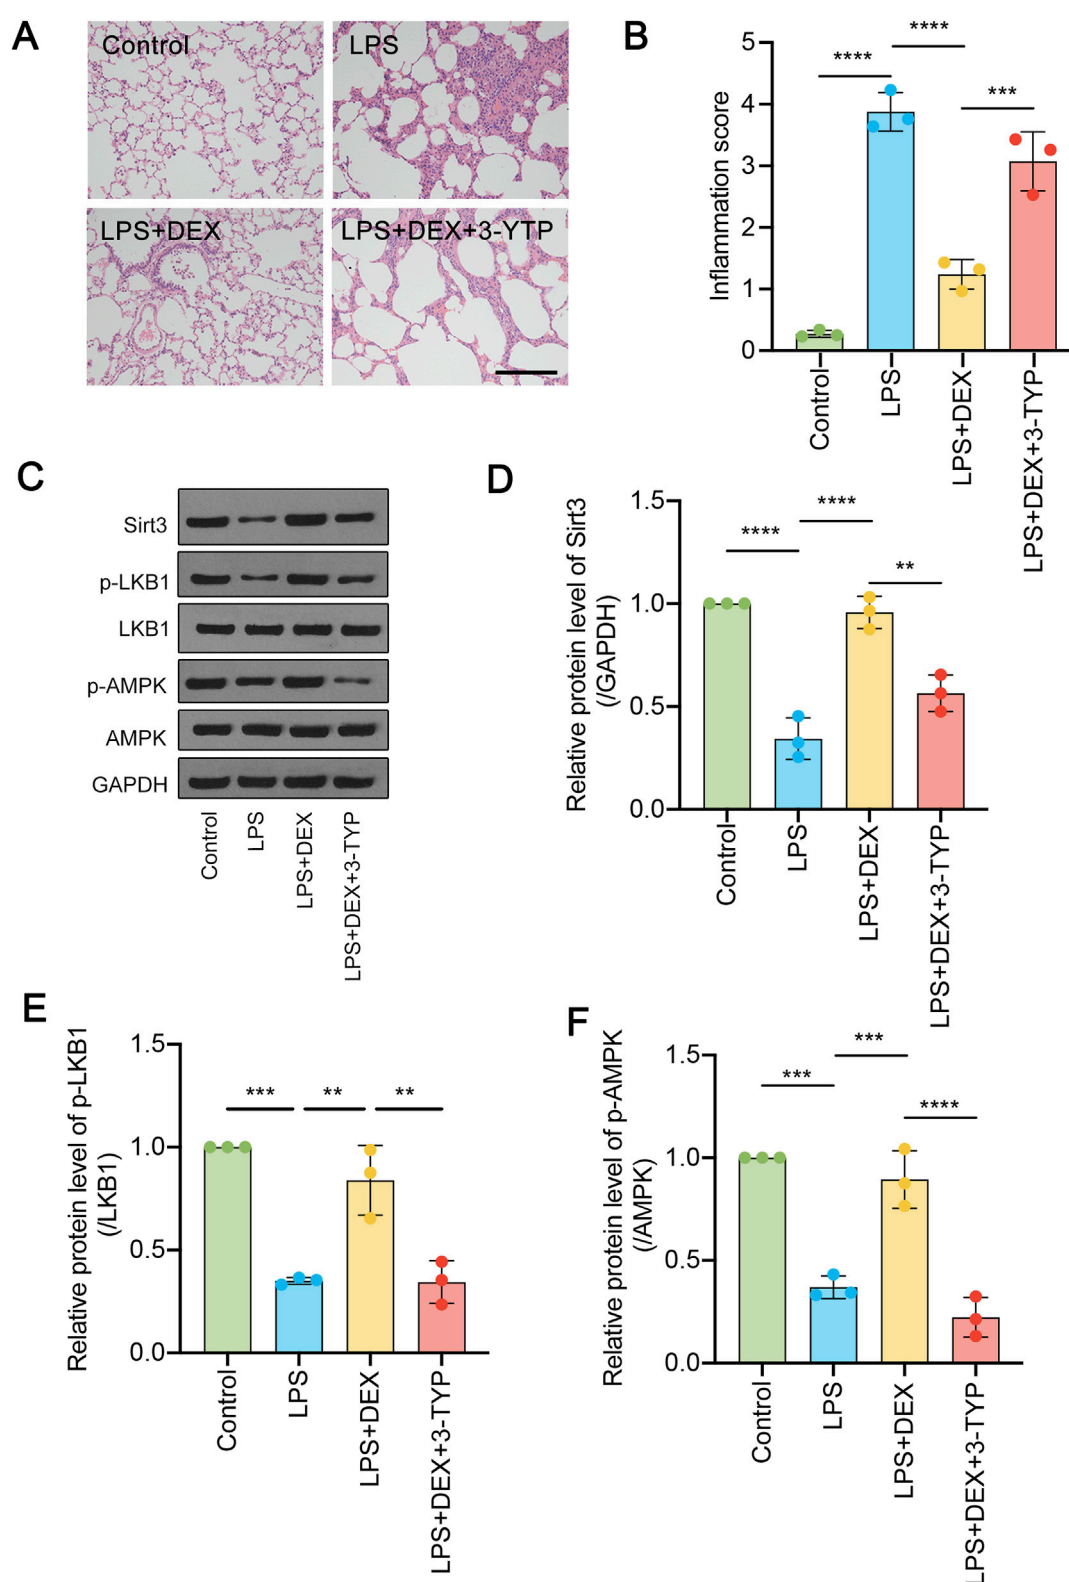 A
Control
LPS
LPS+DEX
LPS+DEX+3-YTP
B
Inflammation score
5
4
3
2
1
0
****
****
***
Control
LPS
LPS+DEX
LPS+DEX+3-TYP
C
Sirt3
p-LKB1
LKB1
p-AMPK
AMPK
GAPDH
Control
LPS
LPS+DEX
LPS+DEX+3-TYP
D
Relative protein level of Sirt3
(/GAPDH)
1.5
1.0
0.5
0.0
****
****
**
Control
LPS
LPS+DEX
LPS+DEX+3-TYP
E
Relative protein level of p-LKB1
(/LKB1)
1.5
1.0
0.5
0.0
***
**
**
Control
LPS
LPS+DEX
LPS+DEX+3-TYP
F
Relative protein level of p-AMPK
(/AMPK)
1.5
1.0
0.5
0.0
***
***
****
Control
LPS
LPS+DEX
LPS+DEX+3-TYP